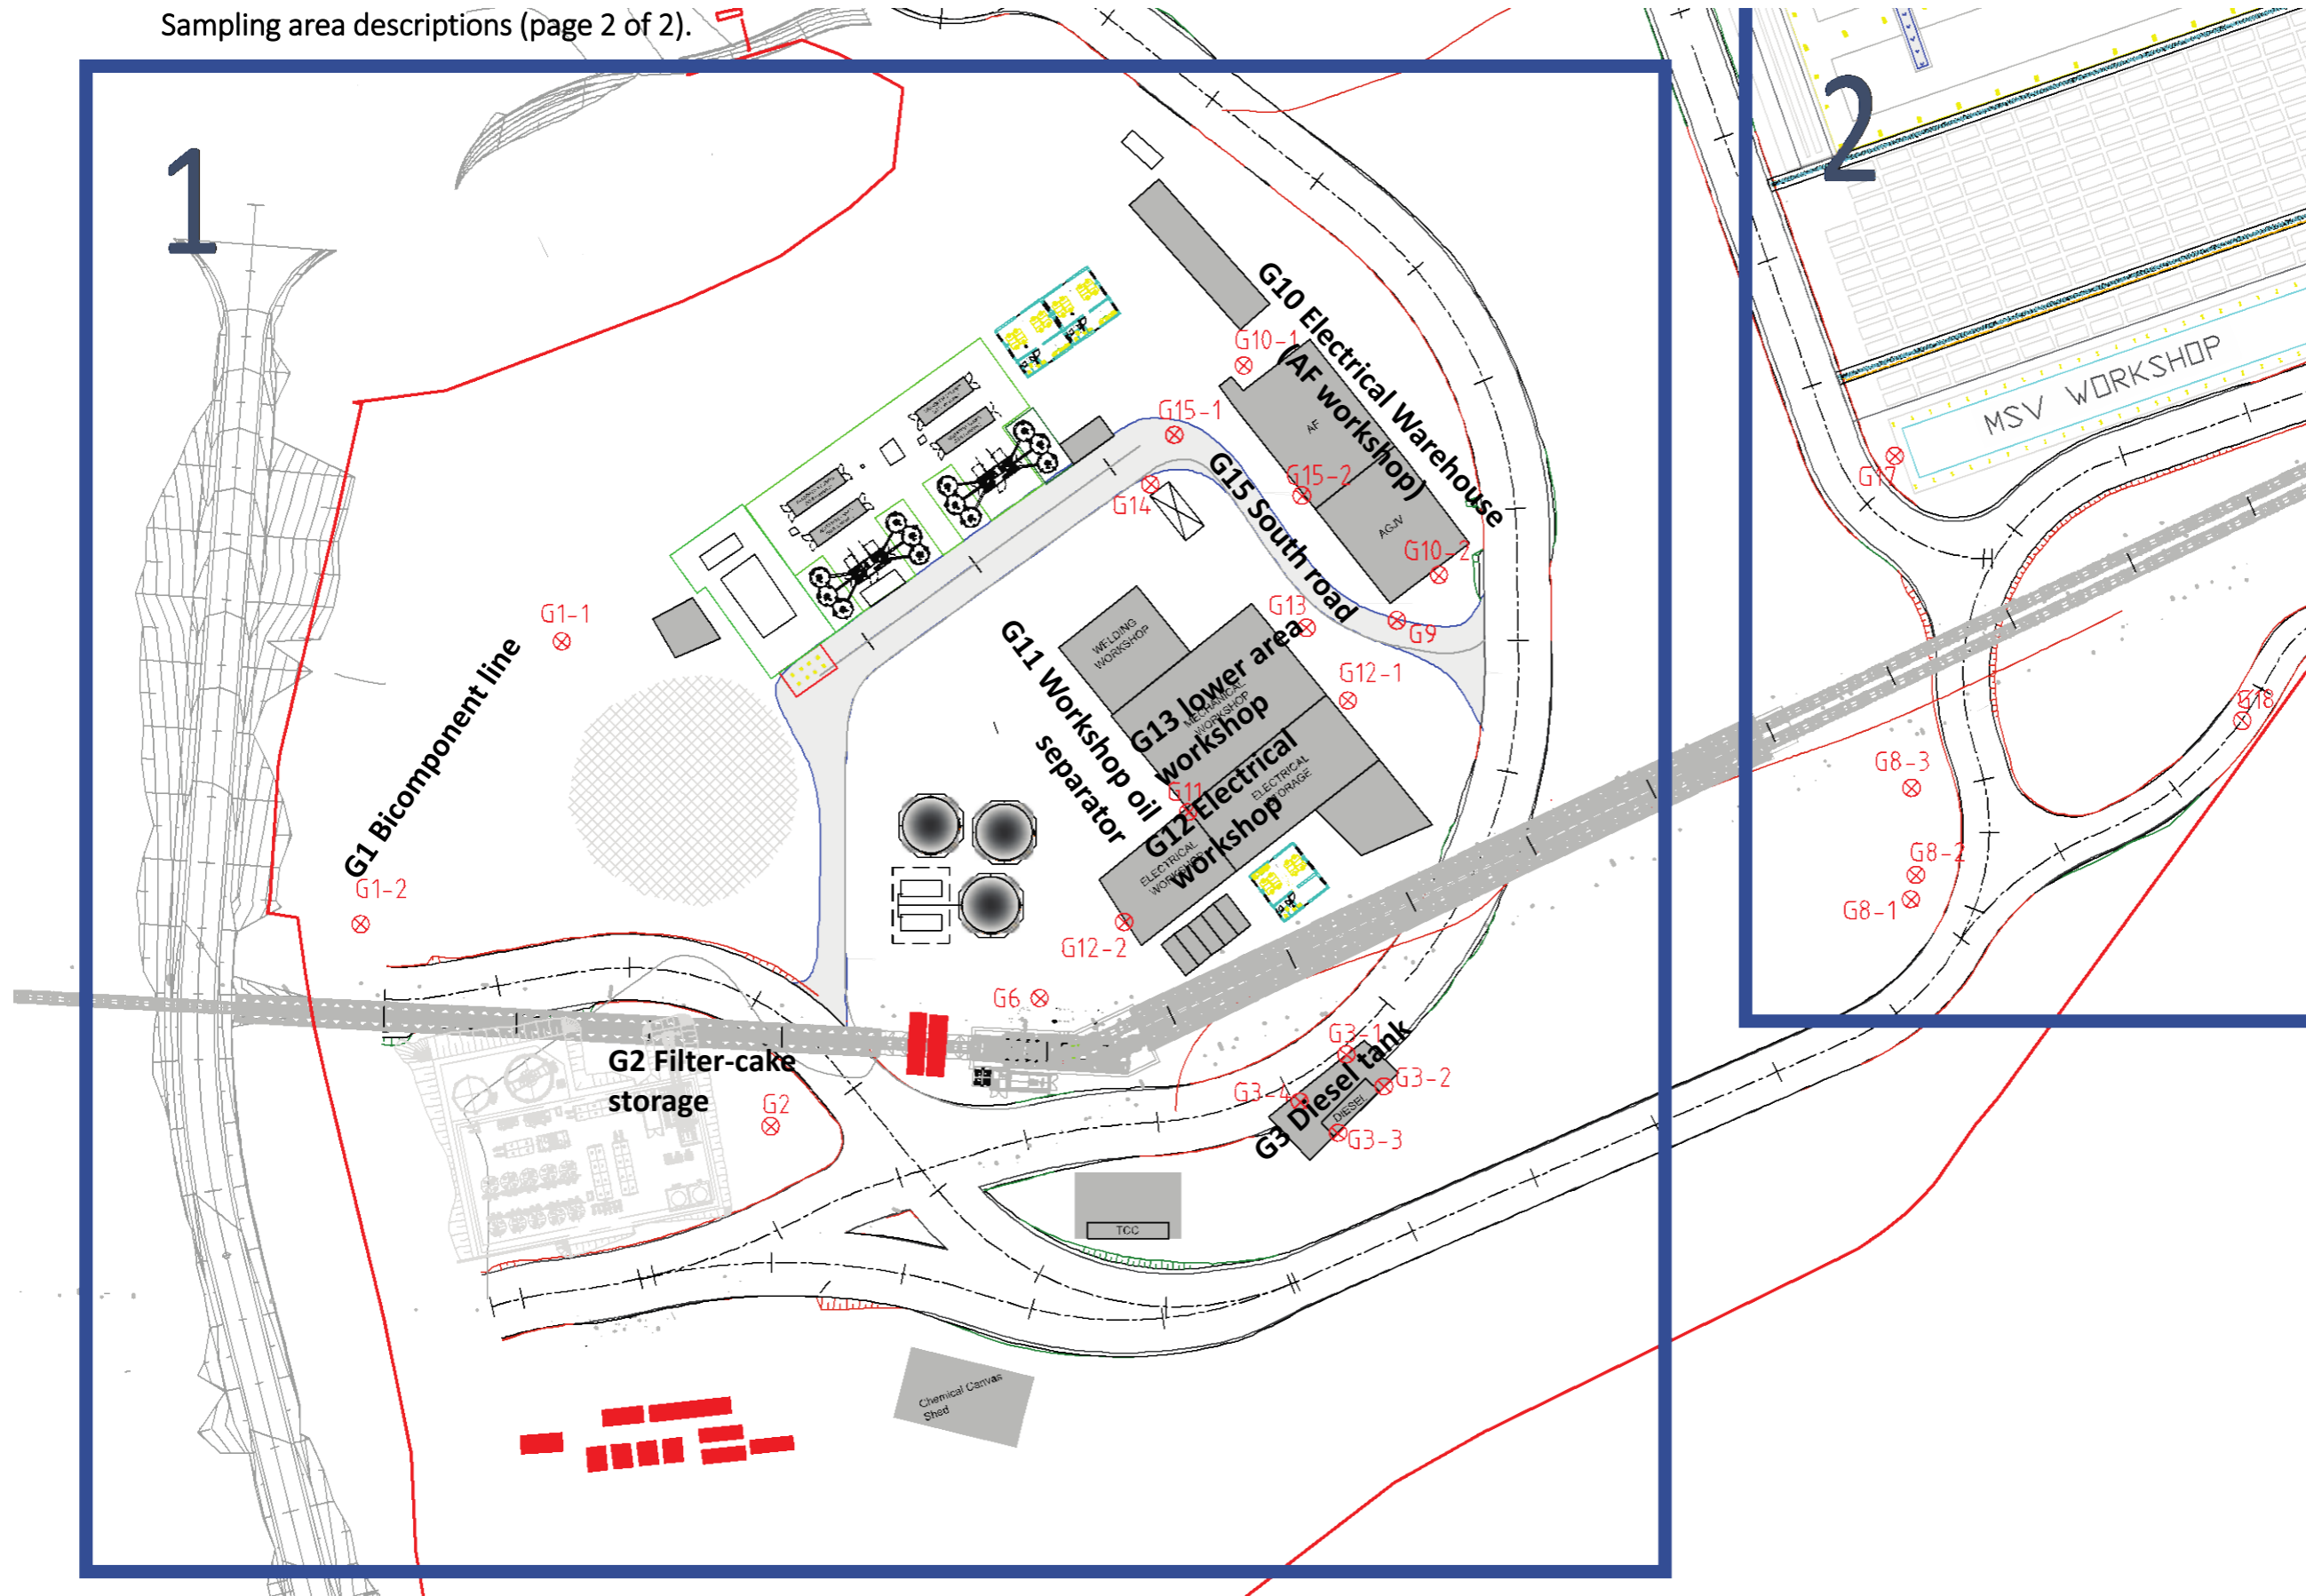 Sampling area descriptions (page 2 of 2).
1
2
G10 Electrical Warehouse
(AF workshop)
G10-1
G15-1
G15-2
G14
G15 South road
AF
AGJV
G10-2
MSV WORKSHOP
G17
G1-1
G13
G9
G12-1
WELDING
WORKSHOP
G11 Workshop oil
separator
G13 lower area
workshop
MECHANICAL
WORKSHOP
G1 Bicomponent line
G1-2
G11
G12 Electrical
workshop
ELECTRICAL
STORAGE
ELECTRICAL
WORKSHOP
G12-2
G18
G8-3
G8-2
G8-1
G6
G2 Filter-cake
storage
G2
G3-1
G3-2
G3-4
G3-3
G3 Diesel tank
DIESEL
TCC
Chemical Canvas
Shed